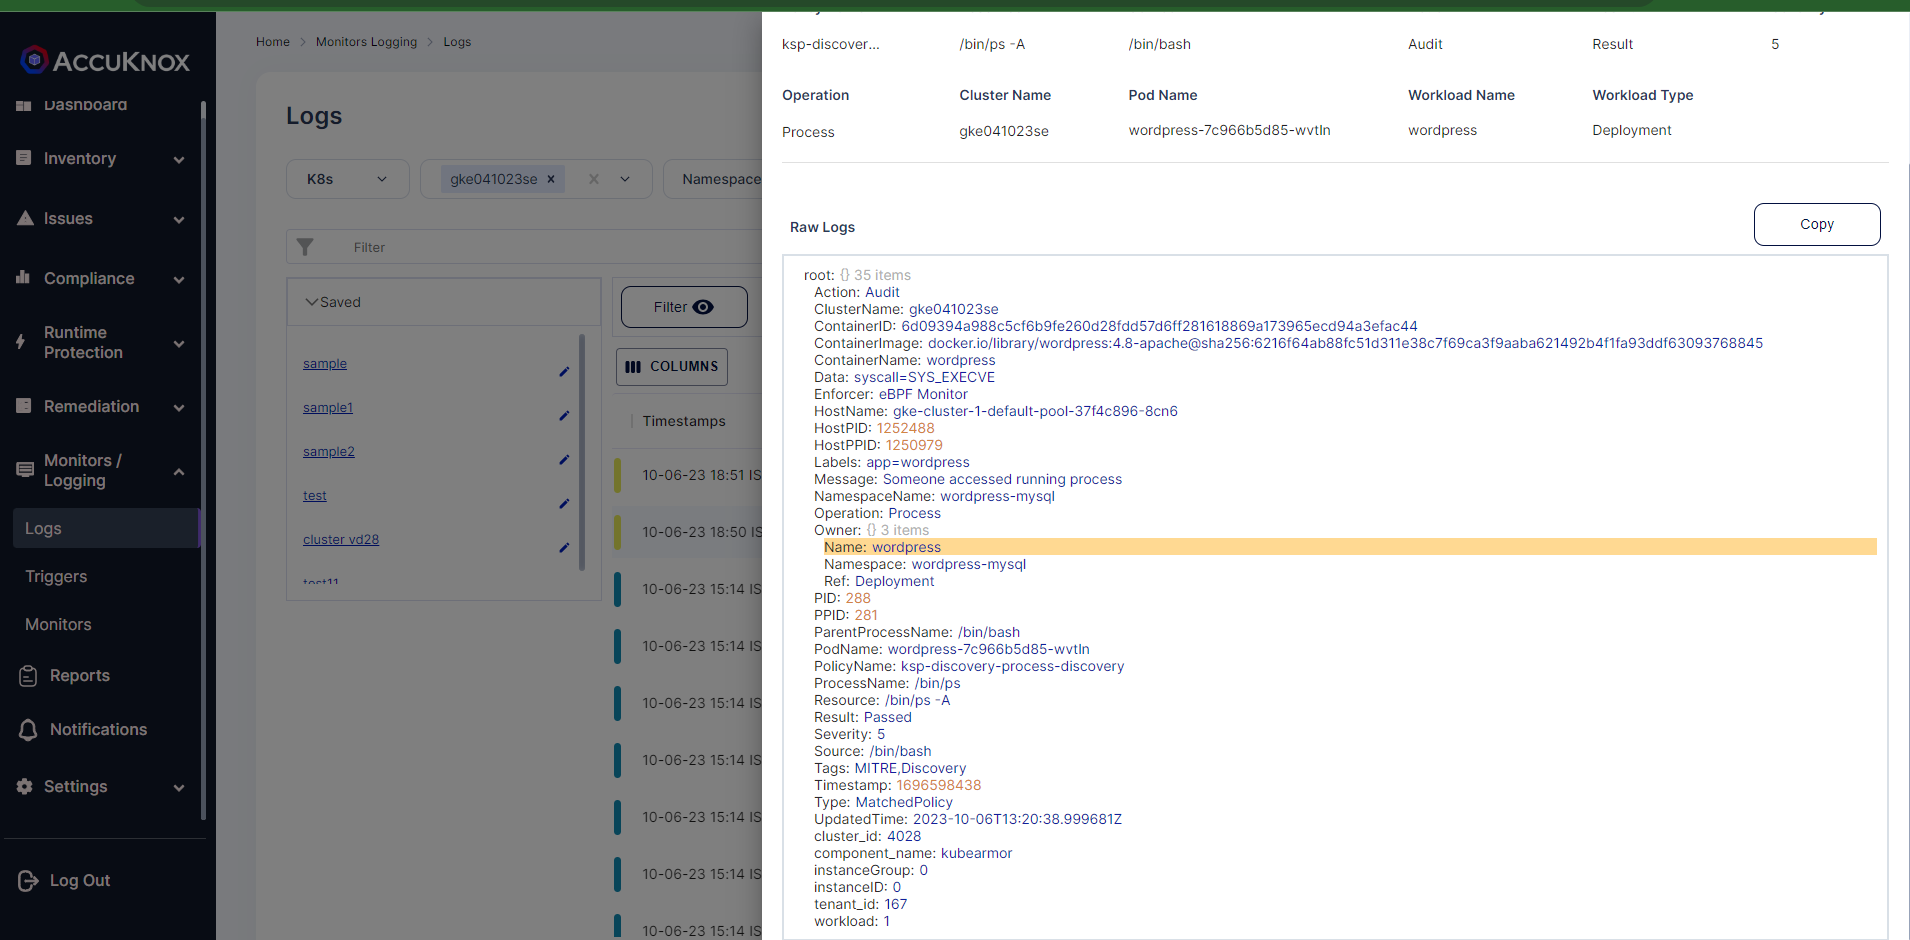 ACCUKNOX
Dashboard
Inventory
Issues
Compliance
Runtime
Protection
Remediation
Monitors /
Logging
Logs
Triggers
Monitors
Reports
Notifications
Settings
Log Out
Home > Monitors Logging > Logs
Logs
K8s
gke041023se ×
Namespace
Filter
Saved
sample
sample1
sample2
test
cluster vd28
test11
Filter
COLUMNS
Timestamps
10-06-23 18:51 IS
10-06-23 18:50 IS
10-06-23 15:14 IS
10-06-23 15:14 IS
10-06-23 15:14 IS
10-06-23 15:14 IS
10-06-23 15:14 IS
10-06-23 15:14 IS
10-06-23 15:14 IS
ksp-discover... /bin/ps -A /bin/bash Audit Result 5
Operation Cluster Name Pod Name Workload Name Workload Type
Process gke041023se wordpress-7c966b5d85-wvtln wordpress Deployment
Raw Logs
Copy
root: {} 35 items
Action: Audit
ClusterName: gke041023se
ContainerID: 6d09394a988c5cf6b9fe260d28fdd57d6ff281618869a173965ecd94a3efac44
ContainerImage: docker.io/library/wordpress:4.8-apache@sha256:6216f64ab88fc51d311e38c7f69ca3f9aaba621492b4f1fa93ddf63093768845
ContainerName: wordpress
Data: syscall=SYS_EXECVE
Enforcer: eBPF Monitor
HostName: gke-cluster-1-default-pool-37f4c896-8cn6
HostPID: 1252488
HostPPID: 1250979
Labels: app=wordpress
Message: Someone accessed running process
NamespaceName: wordpress-mysql
Operation: Process
Owner: {} 3 items
Name: wordpress
Namespace: wordpress-mysql
Ref: Deployment
PID: 288
PPID: 281
ParentProcessName: /bin/bash
PodName: wordpress-7c966b5d85-wvtln
PolicyName: ksp-discovery-process-discovery
ProcessName: /bin/ps
Resource: /bin/ps -A
Result: Passed
Severity: 5
Source: /bin/bash
Tags: MITRE,Discovery
Timestamp: 1696598438
Type: MatchedPolicy
UpdatedTime: 2023-10-06T13:20:38.999681Z
cluster_id: 4028
component_name: kubearmor
instanceGroup: 0
instanceID: 0
tenant_id: 167
workload: 1